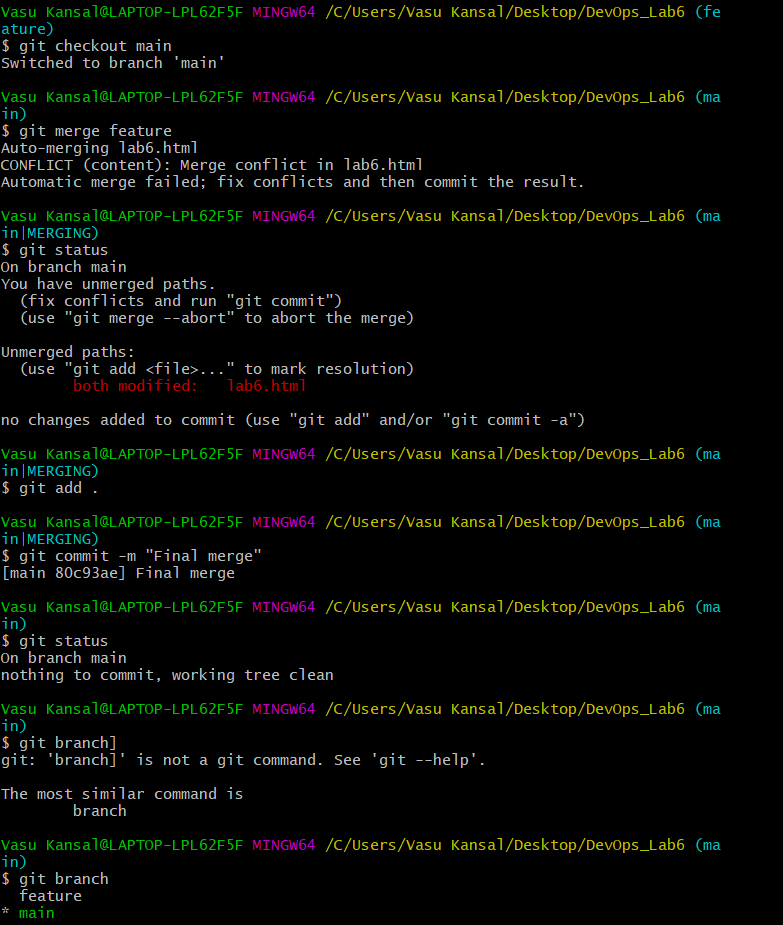 Vasu Kansal@LAPTOP-LPL62F5F MINGW64 /C/Users/Vasu Kansal/Desktop/DevOps_Lab6 (fe
ature)
$ git checkout main
Switched to branch 'main'

Vasu Kansal@LAPTOP-LPL62F5F MINGW64 /C/Users/Vasu Kansal/Desktop/DevOps_Lab6 (ma
in)
$ git merge feature
Auto-merging lab6.html
CONFLICT (content): Merge conflict in lab6.html
Automatic merge failed; fix conflicts and then commit the result.

Vasu Kansal@LAPTOP-LPL62F5F MINGW64 /C/Users/Vasu Kansal/Desktop/DevOps_Lab6 (ma
in|MERGING)
$ git status
On branch main
You have unmerged paths.
  (fix conflicts and run "git commit")
  (use "git merge --abort" to abort the merge)

Unmerged paths:
  (use "git add <file>..." to mark resolution)
        both modified:   lab6.html

no changes added to commit (use "git add" and/or "git commit -a")

Vasu Kansal@LAPTOP-LPL62F5F MINGW64 /C/Users/Vasu Kansal/Desktop/DevOps_Lab6 (ma
in|MERGING)
$ git add .

Vasu Kansal@LAPTOP-LPL62F5F MINGW64 /C/Users/Vasu Kansal/Desktop/DevOps_Lab6 (ma
in|MERGING)
$ git commit -m "Final merge"
[main 80c93ae] Final merge

Vasu Kansal@LAPTOP-LPL62F5F MINGW64 /C/Users/Vasu Kansal/Desktop/DevOps_Lab6 (ma
in)
$ git status
On branch main
nothing to commit, working tree clean

Vasu Kansal@LAPTOP-LPL62F5F MINGW64 /C/Users/Vasu Kansal/Desktop/DevOps_Lab6 (ma
in)
$ git branch]
git: 'branch]' is not a git command. See 'git --help'.

The most similar command is
        branch

Vasu Kansal@LAPTOP-LPL62F5F MINGW64 /C/Users/Vasu Kansal/Desktop/DevOps_Lab6 (ma
in)
$ git branch
  feature
* main